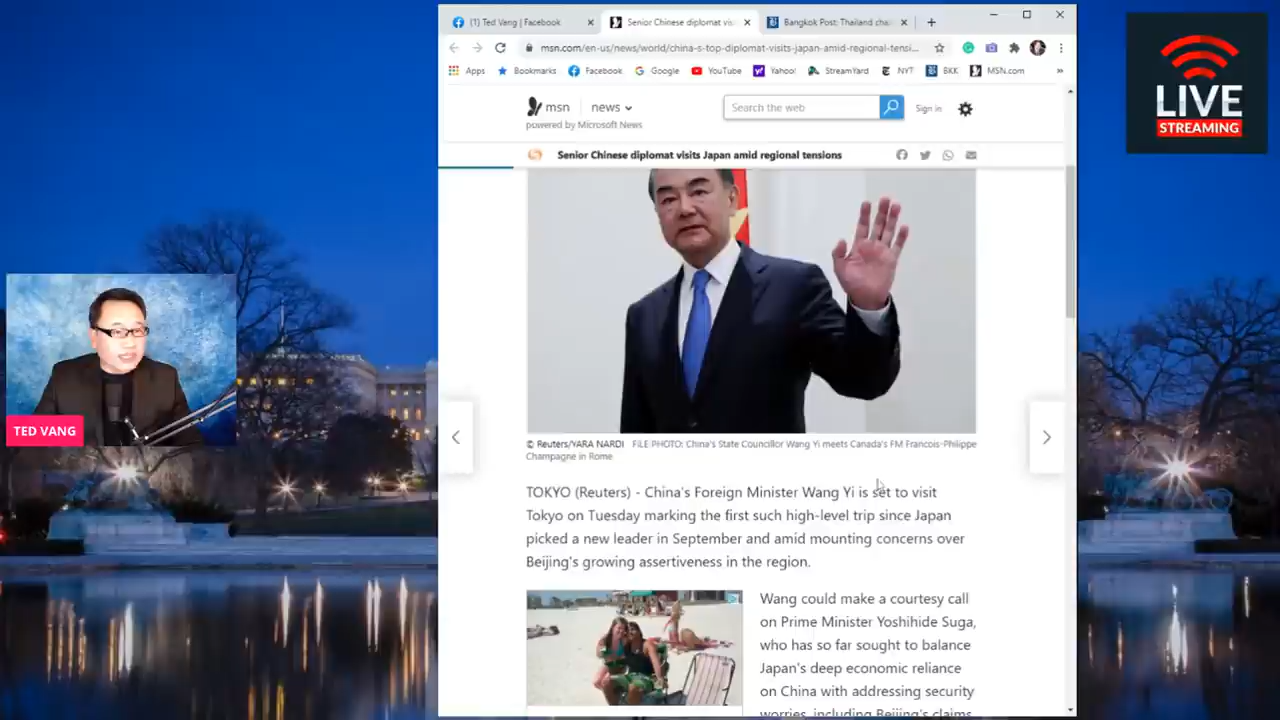 (1) Ted Vang | Facebook
Senior Chinese diplomat vis
Bangkok Post: Thailand cha
msn.com/en-us/news/world/china-s-top-diplomat-visits-japan-amid-regional-tensi...
Apps
Bookmarks
Facebook
Google
YouTube
Yahoo!
StreamYard
NYT
BKK
MSN.com
»
msn
news
Search the web
Sign in
powered by Microsoft News
Senior Chinese diplomat visits Japan amid regional tensions
LIVE
STREAMING
TED VANG
© Reuters/YARA NARDI FILE PHOTO: China's State Councillor Wang Yi meets Canada's FM Francois-Philippe
Champagne in Rome
TOKYO (Reuters) - China's Foreign Minister Wang Yi is set to visit
Tokyo on Tuesday marking the first such high-level trip since Japan
picked a new leader in September and amid mounting concerns over
Beijing's growing assertiveness in the region.
Wang could make a courtesy call
on Prime Minister Yoshihide Suga,
who has so far sought to balance
Japan's deep economic reliance
on China with addressing security
worries, including Beijing's claims